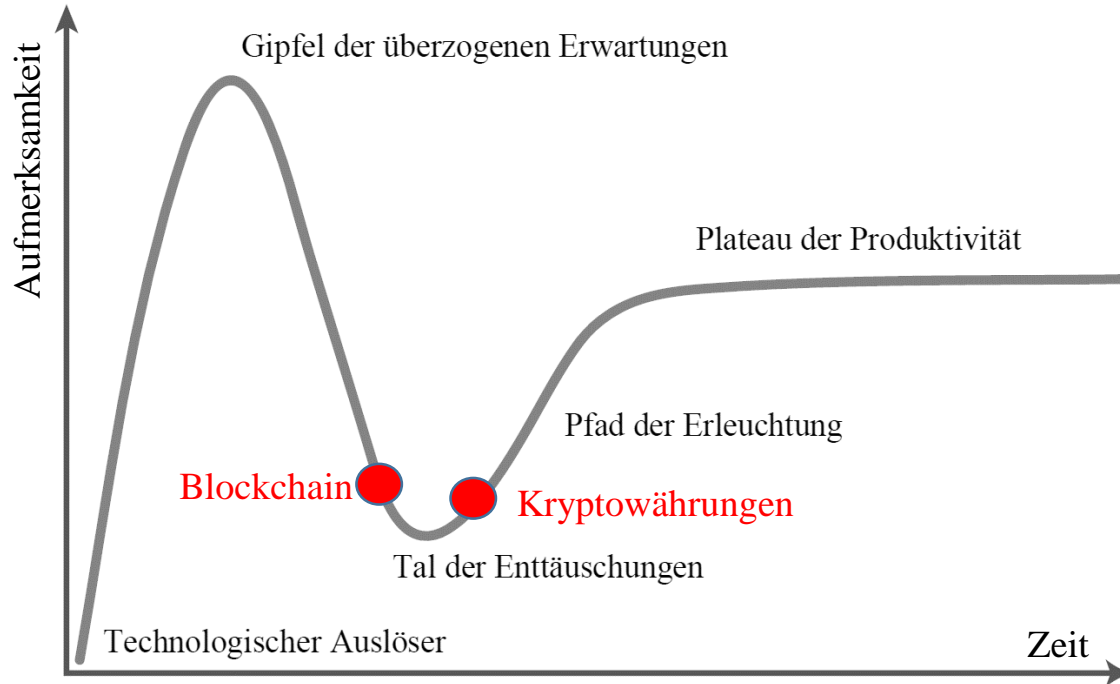 Gipfel der überzogenen Erwartungen
Aufmerksamkeit
Plateau der Produktivität
Pfad der Erleuchtung
Blockchain
Kryptowährungen
Tal der Enttäuschungen
Technologischer Auslöser
Zeit